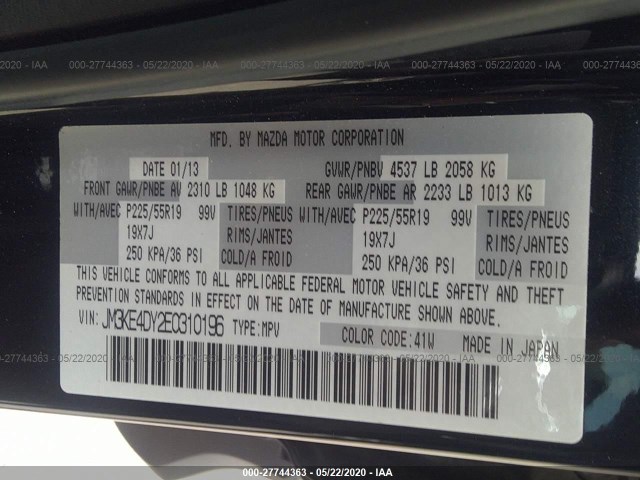 000-27744363 - 05/22/2020 - IAA 000-27744363 - 05/22/2020 - IAA 000-27744363 - 05/22/2020 - IAA
MFD. BY MAZDA MOTOR CORPORATION
DATE 01/13 GVWR/PNBV 4537 LB 2058 KG
FRONT GAWR/PNBE AV 2310 LB 1048 KG REAR GAWR/PNBE AR 2233 LB 1013 KG
WITH/AVEC P225/55R19 99V TIRES/PNEUS WITH/AVEC P225/55R19 99V TIRES/PNEUS
19X7J RIMS/JANTES 19X7J RIMS/JANTES
250 KPA/36 PSI COLD/A FROID 250 KPA/36 PSI COLD/A FROID
THIS VEHICLE CONFORMS TO ALL APPLICABLE FEDERAL MOTOR VEHICLE SAFETY AND THEFT
PREVENTION STANDARDS IN EFFECT ON THE DATE OF MANUFACTURE SHOWN ABOVE.
VIN: JM3KE4DY2E0310196 TYPE: MPV COLOR CODE: 41W MADE IN JAPAN
000-27744363 - 05/22/2020 - IAA 000-27744363 - 05/22/2020 - IAA 000-27744363 - 05/22/2020 - IAA
000-27744363 - 05/22/2020 - IAA